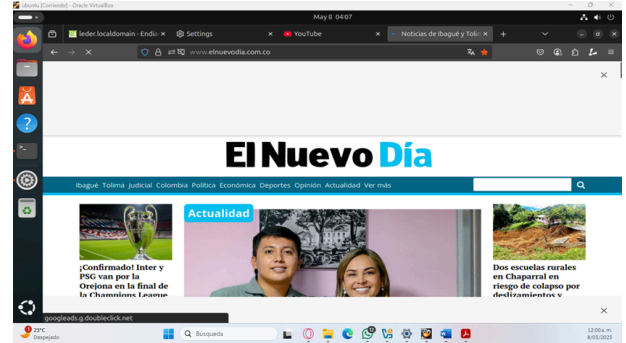 ubuntu [Corriendo] - Oracle VirtualBox
May 8 04:07
leder.localdomain - Endian
Settings
YouTube
Noticias de Ibagué y Tolim
www.elnuevodia.com.co
El Nuevo Día
Ibagué Tolima Judicial Colombia Política Económica Deportes Opinión Actualidad Ver más
Actualidad
¡Confirmado! Inter y
PSG van por la
Orejona en la final de
la Champions League
Dos escuelas rurales
en Chaparral en
riesgo de colapso por
deslizamientos y
googleads.g.doubleclick.net
23°C
Despejado
Búsqueda
12:00 a. m.
8/05/2025